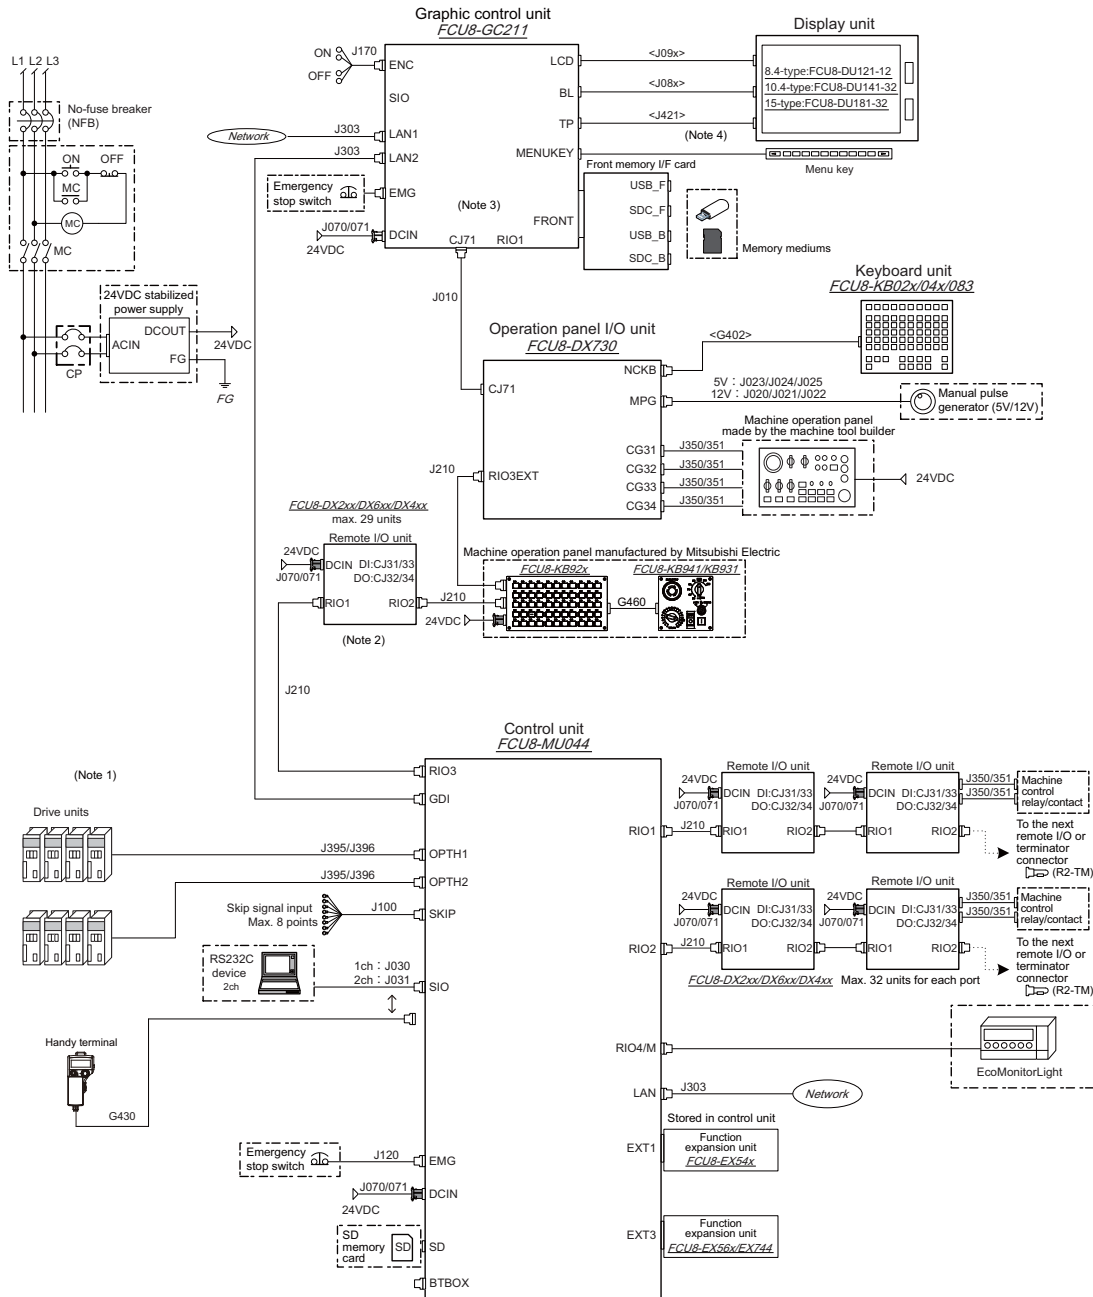 Graphic control unit
FCU8-GC211
Display unit
L1 L2 L3
No-fuse breaker
(NFB)
ON
OFF
MC
MC
MC
24VDC stabilized
power supply
DCOUT
24VDC
ACIN
FG
FG
CP
ON
OFF
J170
ENC
SIO
Network
J303
LAN1
J303
LAN2
Emergency
stop switch
EMG
J070/071
24VDC
DCIN
(Note 3)
CJ71
RIO1
LCD
BL
TP
MENUKEY
FRONT
<J09x>
<J08x>
<J421>
(Note 4)
8.4-type:FCU8-DU121-12
10.4-type:FCU8-DU141-32
15-type:FCU8-DU181-32
Menu key
Front memory I/F card
USB_F
SDC_F
USB_B
SDC_B
Memory mediums
J010
Keyboard unit
FCU8-KB02x/04x/083
Operation panel I/O unit
FCU8-DX730
<G402>
NCKB
CJ71
5V : J023/J024/J025
12V : J020/J021/J022
MPG
Manual pulse
generator (5V/12V)
Machine operation panel
made by the machine tool builder
CG31
J350/351
CG32
J350/351
CG33
J350/351
CG34
J350/351
24VDC
J210
RIO3EXT
FCU8-DX2xx/DX6xx/DX4xx
max. 29 units
Remote I/O unit
24VDC
J070/071
DCIN
DI:CJ31/33
DO:CJ32/34
RIO1
RIO2
J210
(Note 2)
Machine operation panel manufactured by Mitsubishi Electric
FCU8-KB92x
FCU8-KB941/KB931
G460
24VDC
J210
Control unit
FCU8-MU044
RIO3
GDI
(Note 1)
Drive units
J395/J396
OPTH1
J395/J396
OPTH2
Skip signal input
Max. 8 points
J100
SKIP
RS232C
device
2ch
1ch : J030
2ch : J031
SIO
Handy terminal
G430
Emergency
stop switch
J120
EMG
J070/071
24VDC
DCIN
SD
memory
card
SD
SD
BTBOX
RIO1
J210
Remote I/O unit
24VDC
J070/071
DCIN DI:CJ31/33
DO:CJ32/34
RIO1
RIO2
Remote I/O unit
24VDC
J070/071
DCIN DI:CJ31/33
DO:CJ32/34
RIO1
RIO2
J350/351
J350/351
Machine
control
relay/contact
To the next
remote I/O or
terminator
connector
(R2-TM)
RIO2
J210
Remote I/O unit
24VDC
J070/071
DCIN DI:CJ31/33
DO:CJ32/34
RIO1
RIO2
Remote I/O unit
24VDC
J070/071
DCIN DI:CJ31/33
DO:CJ32/34
RIO1
RIO2
J350/351
J350/351
Machine
control
relay/contact
To the next
remote I/O or
terminator
connector
(R2-TM)
FCU8-DX2xx/DX6xx/DX4xx Max. 32 units for each port
RIO4/M
EcoMonitorLight
LAN
J303
Network
Stored in control unit
EXT1
Function
expansion unit
FCU8-EX54x
EXT3
Function
expansion unit
FCU8-EX56x/EX744